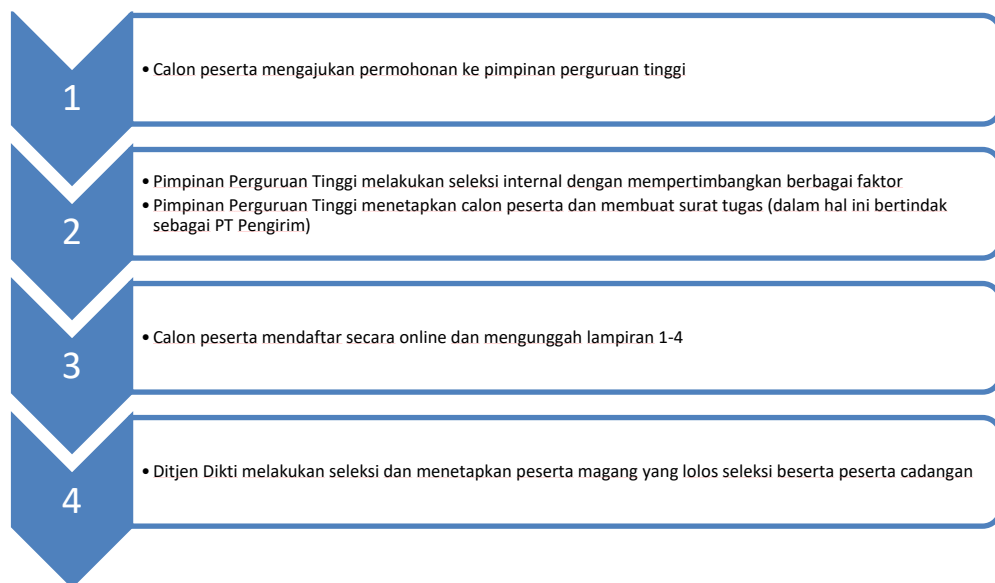 1
• Calon peserta mengajukan permohonan ke pimpinan perguruan tinggi
2
• Pimpinan Perguruan Tinggi melakukan seleksi internal dengan mempertimbangkan berbagai faktor
• Pimpinan Perguruan Tinggi menetapkan calon peserta dan membuat surat tugas (dalam hal ini bertindak
sebagai PT Pengirim)
3
• Calon peserta mendaftar secara online dan mengunggah lampiran 1-4
4
• Ditjen Dikti melakukan seleksi dan menetapkan peserta magang yang lolos seleksi beserta peserta cadangan